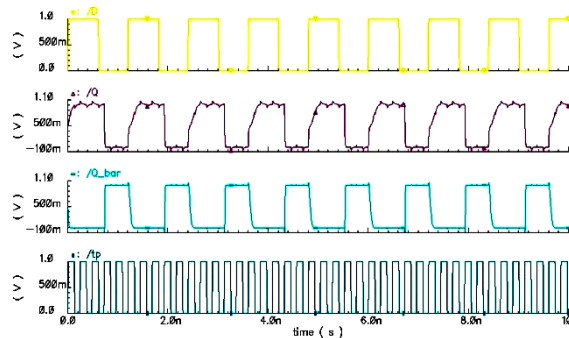 : /D
1.0
500m
0.0
(V)
: /Q
1.10
500m
-100m
(V)
: /Q_bar
1.10
500m
-100m
(V)
: /tp
1.0
500m
0.0
(V)
0.0 2.0n 4.0n 6.0n 8.0n 10
time ( s )